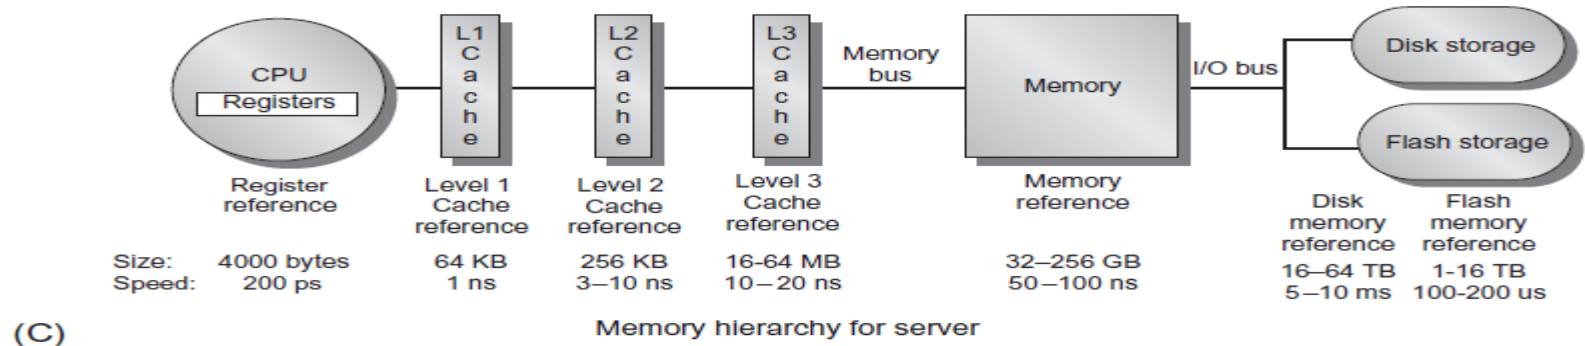 CPU
Registers
L1
C
a
c
h
e
L2
C
a
c
h
e
L3
C
a
c
h
e
Memory
bus
Memory
I/O bus
Disk storage
Flash storage
Register
reference
Level 1
Cache
reference
Level 2
Cache
reference
Level 3
Cache
reference
Memory
reference
Disk
memory
reference
Flash
memory
reference
Size: 4000 bytes 64 KB 256 KB 16-64 MB 32–256 GB 16–64 TB 1-16 TB
Speed: 200 ps 1 ns 3–10 ns 10–20 ns 50–100 ns 5–10 ms 100-200 us
(C) Memory hierarchy for server